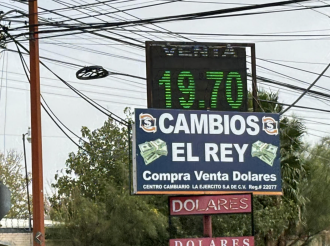 VENTA
19.70
CAMBIOS
EL REY
Compra Venta Dolares
CENTRO CAMBIARIO LA EJERCITO S.A DE C.V. Reg.# 22077
DOLARES
DOLARES